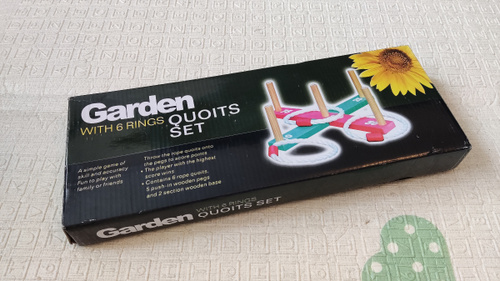 Garden
WITH 6 RINGS QUOITS
SET
A simple game of
skill and accuracy
Fun to play with
family or friends
Throw the rope quoits onto
the pegs to score points
• The player with the highest
score wins
• Contains 6 rope quoits,
5 push-in wooden pegs
and 2 section wooden base
Garden
WITH 6 RINGS
QUOITS SET